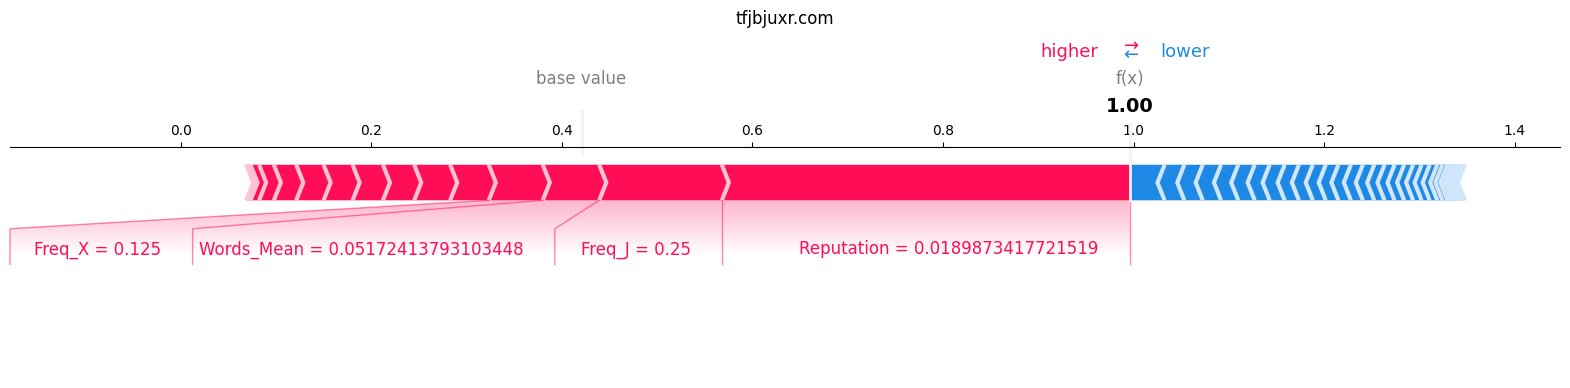 tfjbjuxr.com
higher ⇄ lower
base value f(x)
1.00
0.0 0.2 0.4 0.6 0.8 1.0 1.2 1.4
Freq_X = 0.125 Words_Mean = 0.05172413793103448 Freq_J = 0.25 Reputation = 0.0189873417721519